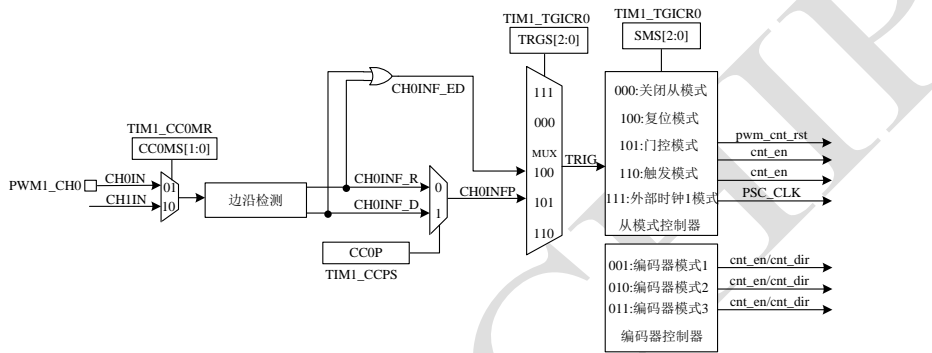 TIM1_TGICR0
TRGS[2:0]
TIM1_TGICR0
SMS[2:0]
CH0INF_ED
TIM1_CC0MR
CC0MS[1:0]
PWM1_CH0
CH0IN
CH1IN
01
10
边沿检测
CH0INF_R
CH0INF_D
0
1
CH0INFP
CC0P
TIM1_CCPS
111
000
MUX
100
101
110
TRIG
000:关闭从模式
100:复位模式
101:门控模式
110:触发模式
111:外部时钟1模式
从模式控制器
pwm_cnt_rst
cnt_en
cnt_en
PSC_CLK
001:编码器模式1
010:编码器模式2
011:编码器模式3
编码器控制器
cnt_en/cnt_dir
cnt_en/cnt_dir
cnt_en/cnt_dir